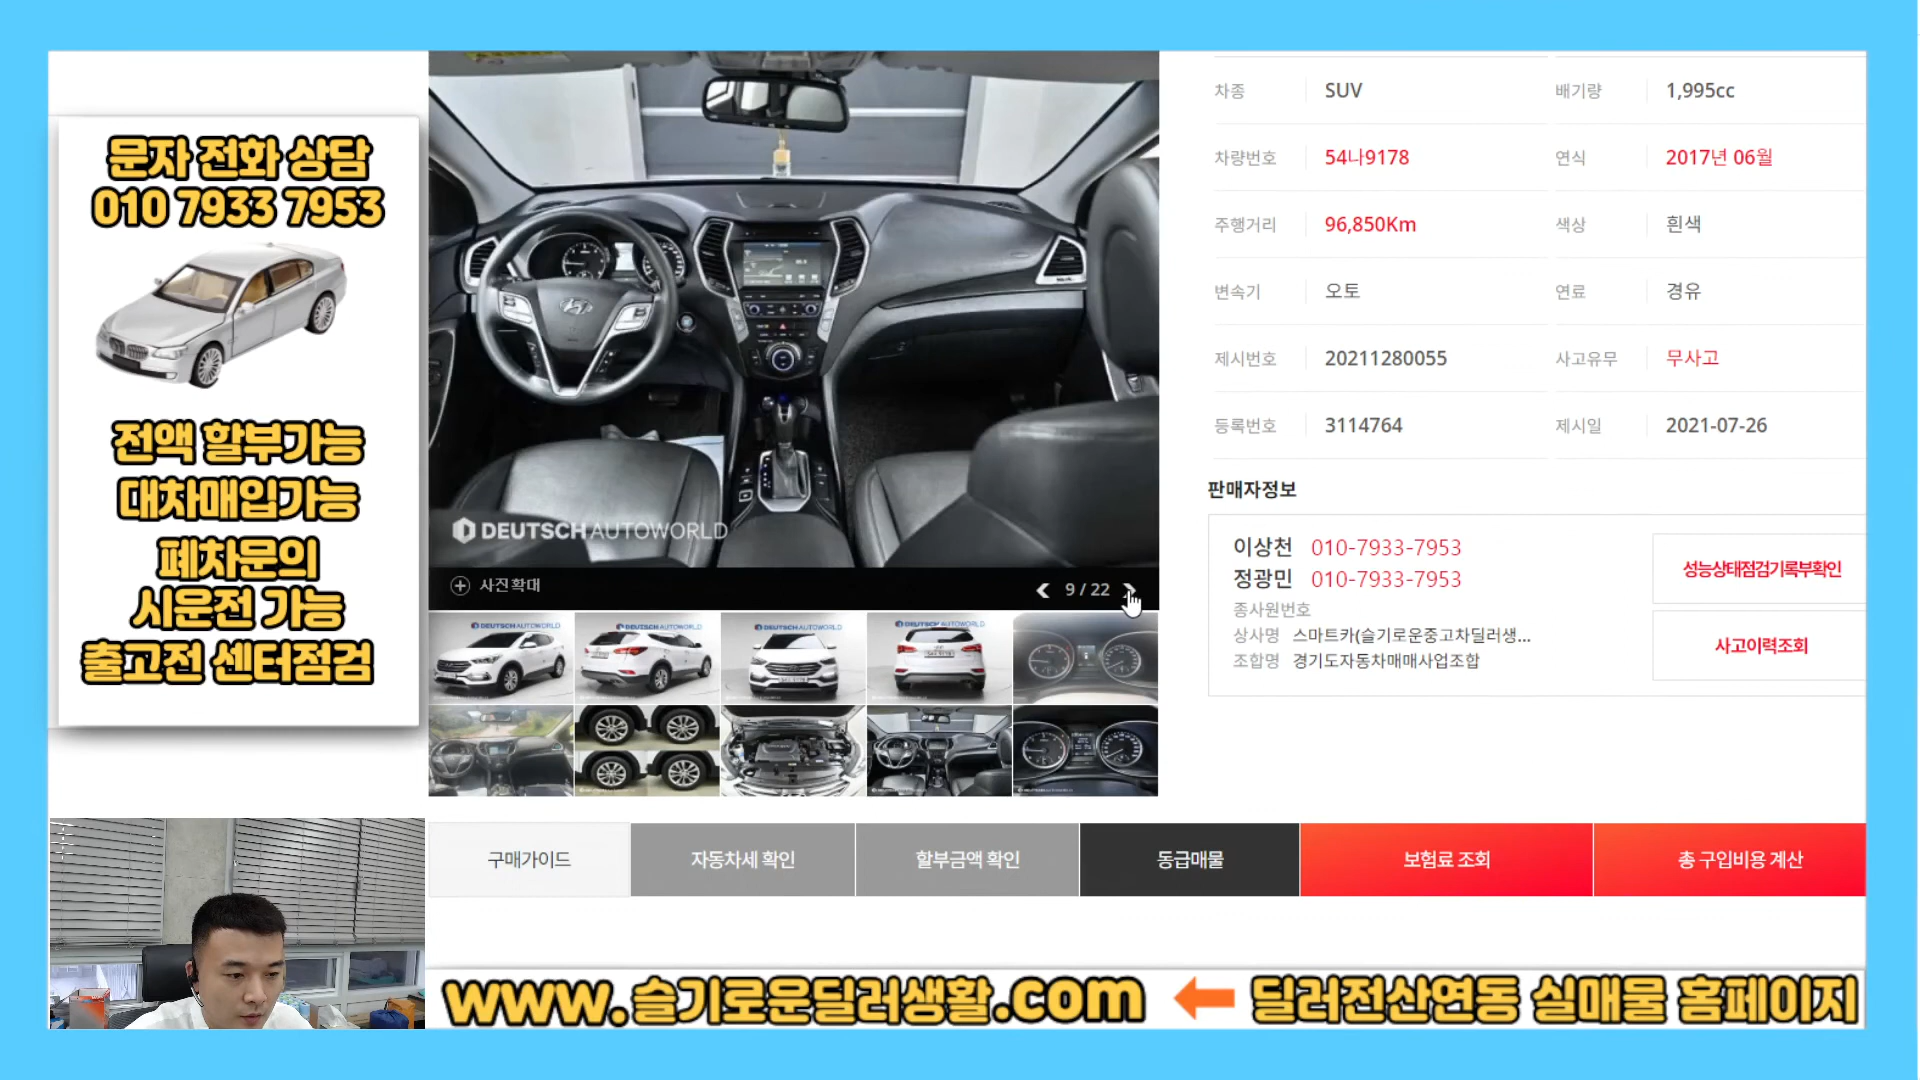 문자 전화 상담
010 7933 7953
전액 할부가능
대차매입가능
폐차문의
시운전 가능
출고전 센터점검
DEUTSCH AUTOWORLD
사진확대
9 / 22
차종 SUV 배기량 1,995cc
차량번호 54나9178 연식 2017년 06월
주행거리 96,850Km 색상 흰색
변속기 오토 연료 경유
제시번호 20211280055 사고유무 무사고
등록번호 3114764 제시일 2021-07-26
판매자정보
이상천 010-7933-7953
정광민 010-7933-7953
종사원번호
상사명 스마트카(슬기로운중고차딜러생...
조합명 경기도자동차매매사업조합
성능상태점검기록부확인
사고이력조회
DEUTSCH AUTOWORLD
DEUTSCH AUTOWORLD
DEUTSCH AUTOWORLD
DEUTSCH AUTOWORLD
구매가이드 자동차세 확인 할부금액 확인 동급매물 보험료 조회 총 구입비용 계산
www.슬기로운딜러생활.com ← 딜러전산연동 실매물 홈페이지